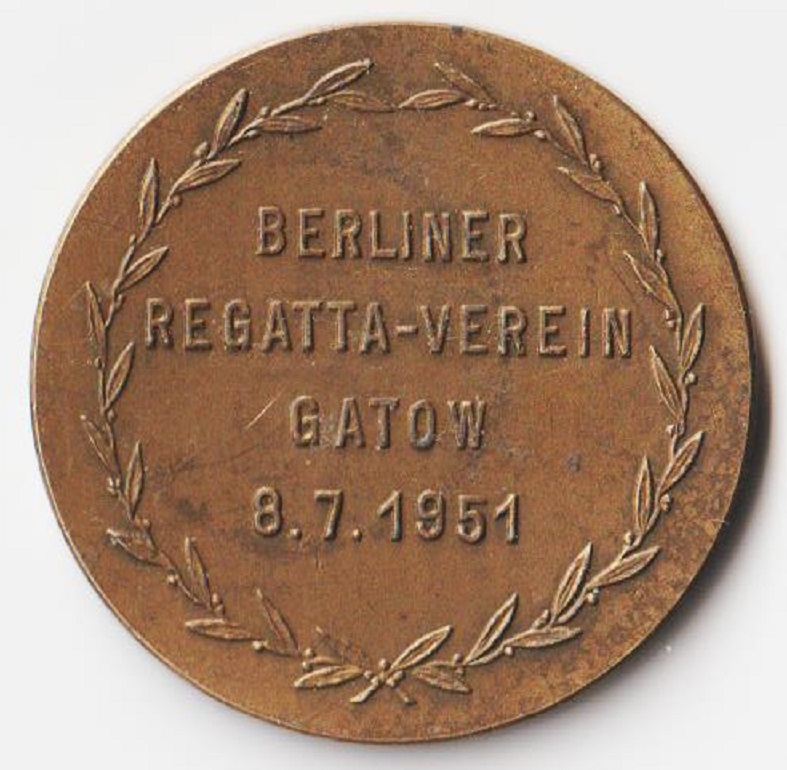 BERLINER
REGATTA-VEREIN
GATOW
8.7.1951